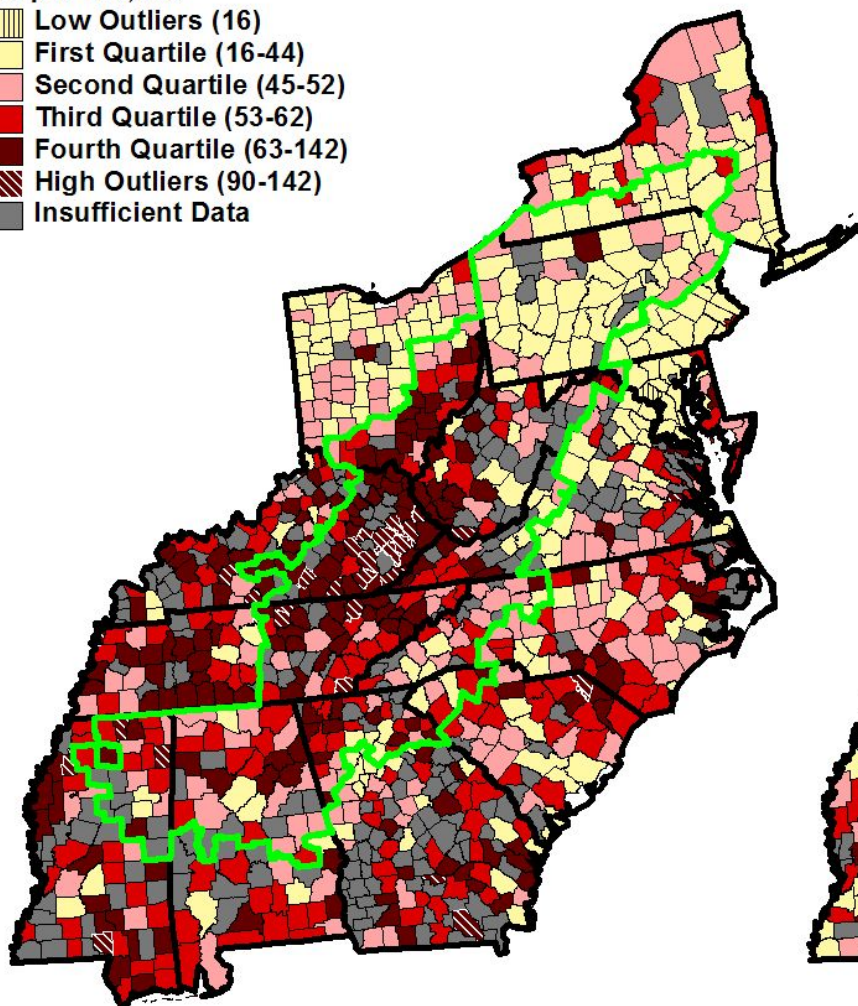 Low Outliers (16)
First Quartile (16-44)
Second Quartile (45-52)
Third Quartile (53-62)
Fourth Quartile (63-142)
High Outliers (90-142)
Insufficient Data